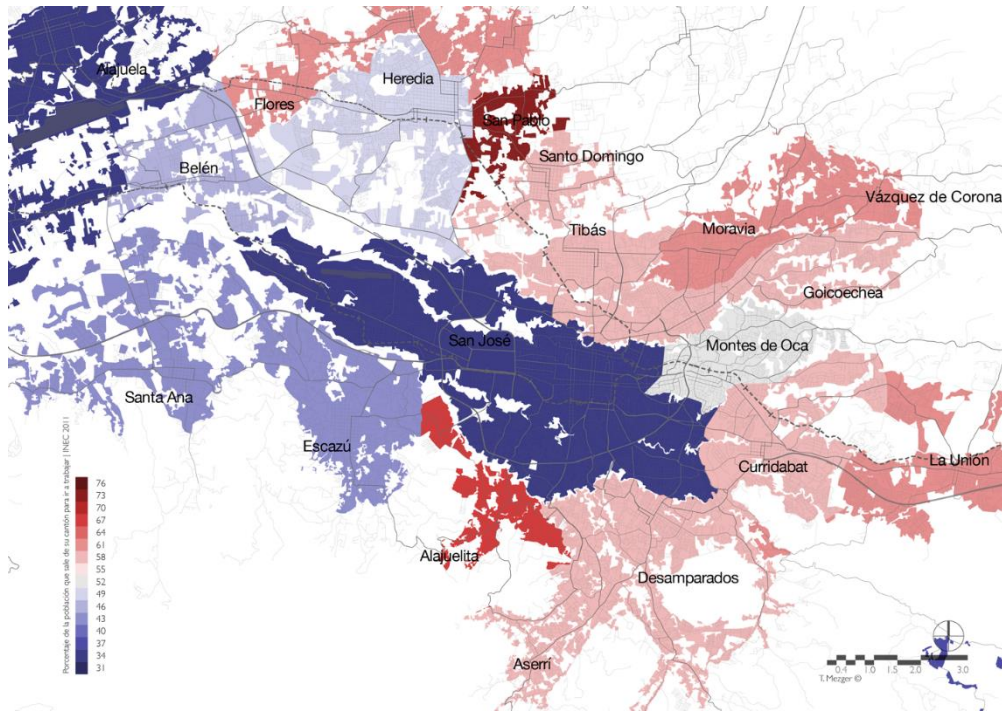 Alajuela
Heredia
Flores
San Pablo
Santo Domingo
Belén
Vázquez de Corona
Tibás
Moravia
Goicoechea
San José
Montes de Oca
Santa Ana
Escazú
Curridabat
La Unión
Alajuelita
Desamparados
Aserrí
Porcentaje de la población que sale de su cantón para ir a trabajar | INEC 2011
76
73
70
67
64
61
58
55
52
49
46
43
40
37
34
31
0.4 1.0 1.5 2.0 3.0
T. Mezger ©